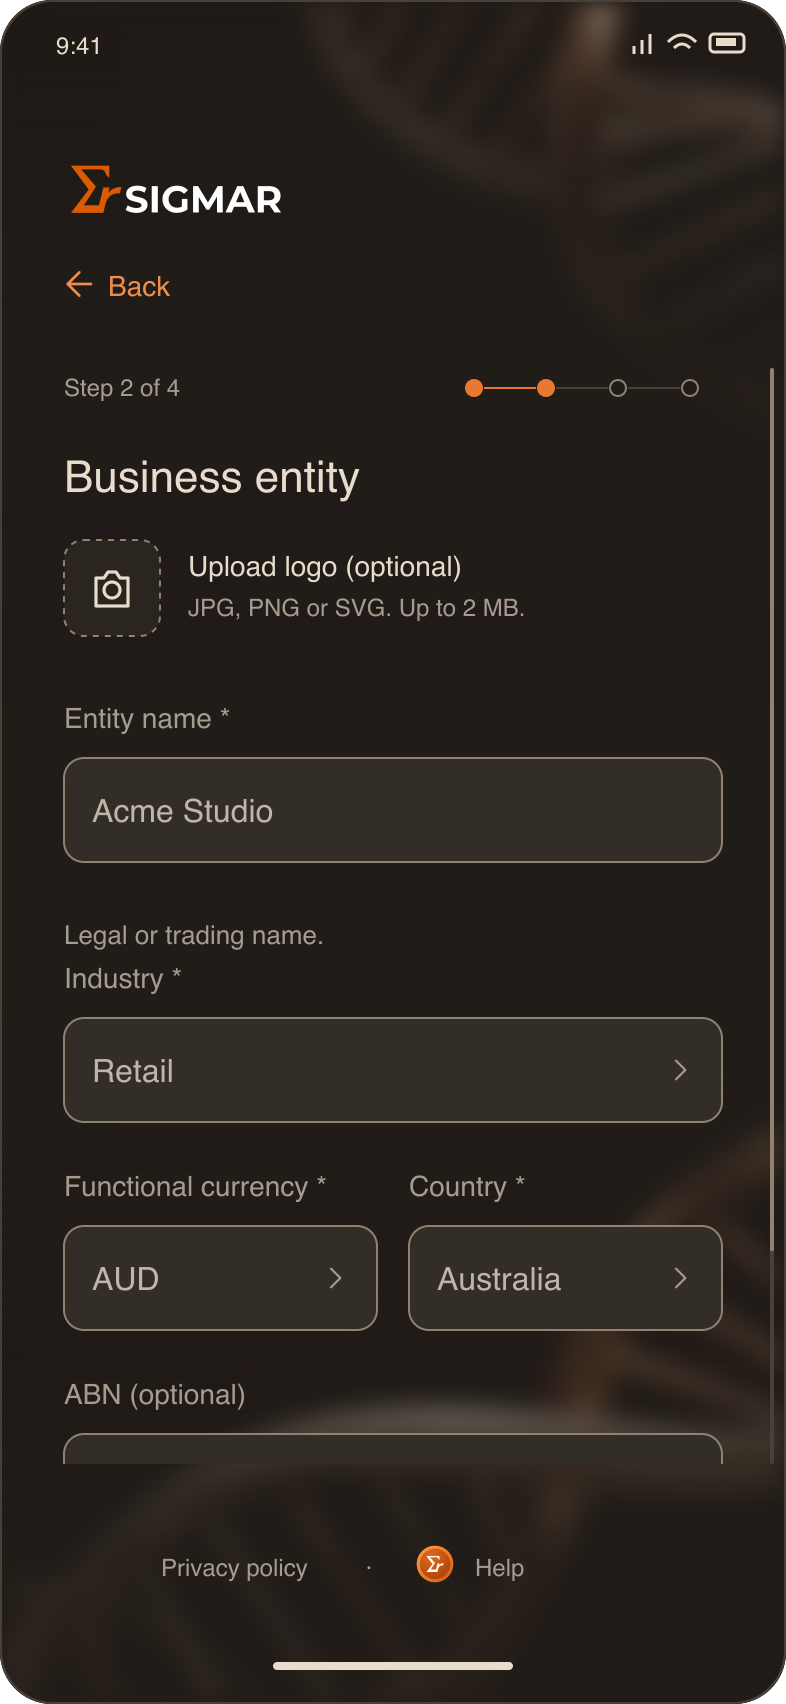 9:41
Σr SIGMAR
Back
Step 2 of 4
Business entity
Upload logo (optional)
JPG, PNG or SVG. Up to 2 MB.
Entity name *
Acme Studio
Legal or trading name.
Industry *
Retail
Functional currency * Country *
AUD Australia
ABN (optional)
Privacy policy · Σr Help